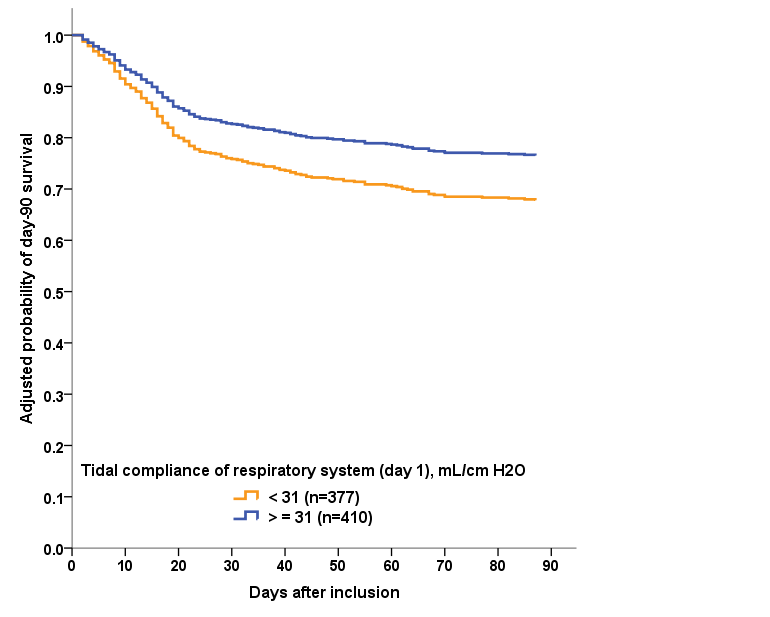 Adjusted probability of day-90 survival
1.0
0.9
0.8
0.7
0.6
0.5
0.4
0.3
0.2
0.1
0.0
Tidal compliance of respiratory system (day 1), mL/cm H2O
< 31 (n=377)
> = 31 (n=410)
0 10 20 30 40 50 60 70 80 90
Days after inclusion